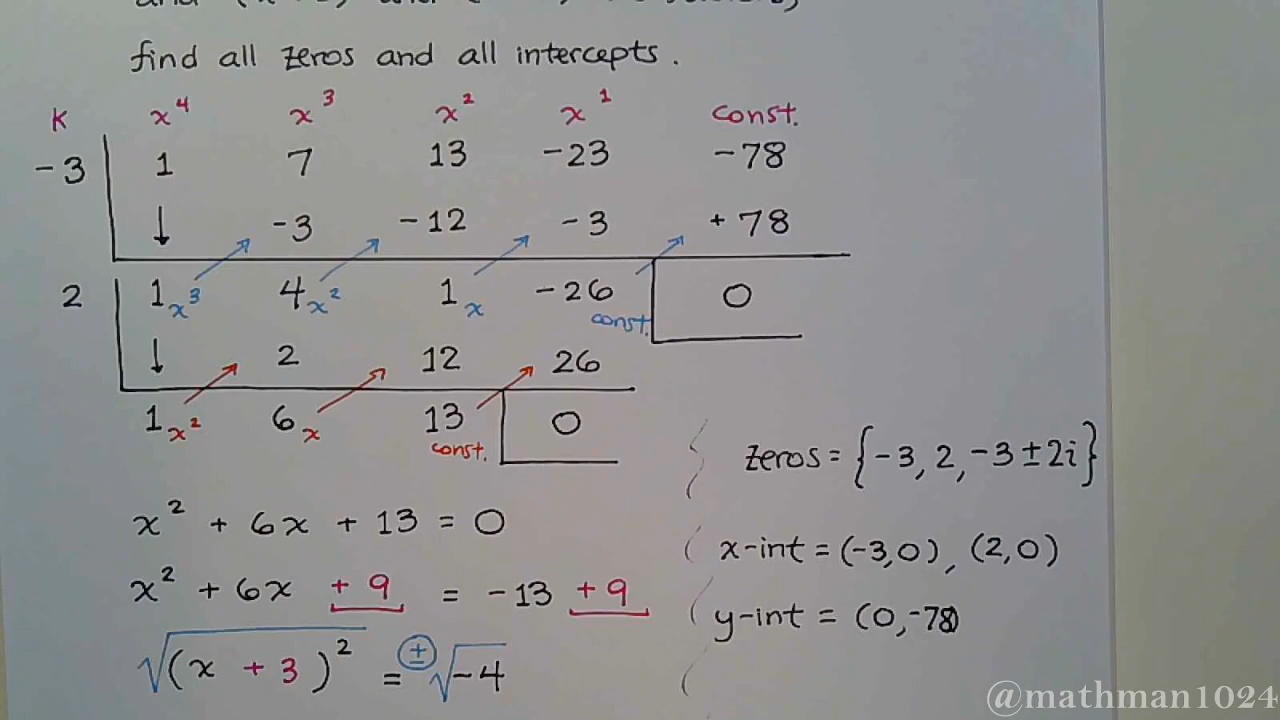 find all zeros and all intercepts.
K x⁴ x³ x² x¹ const.
-3 1 7 13 -23 -78
↓ -3 -12 -3 +78
2 1x³ 4x² 1x -26 const. 0
↓ 2 12 26
1x² 6x 13 const. 0
zeros = {-3, 2, -3 ± 2i}
x² + 6x + 13 = 0
x-int = (-3,0), (2,0)
x² + 6x + 9 = -13 + 9
y-int = (0,-78)
√(x + 3)² = ± √-4
@mathman1024